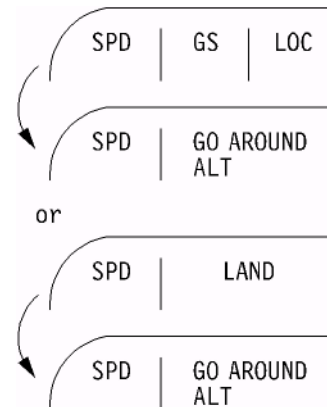 SPD GS LOC
SPD GO AROUND
ALT
or
SPD LAND
SPD GO AROUND
ALT